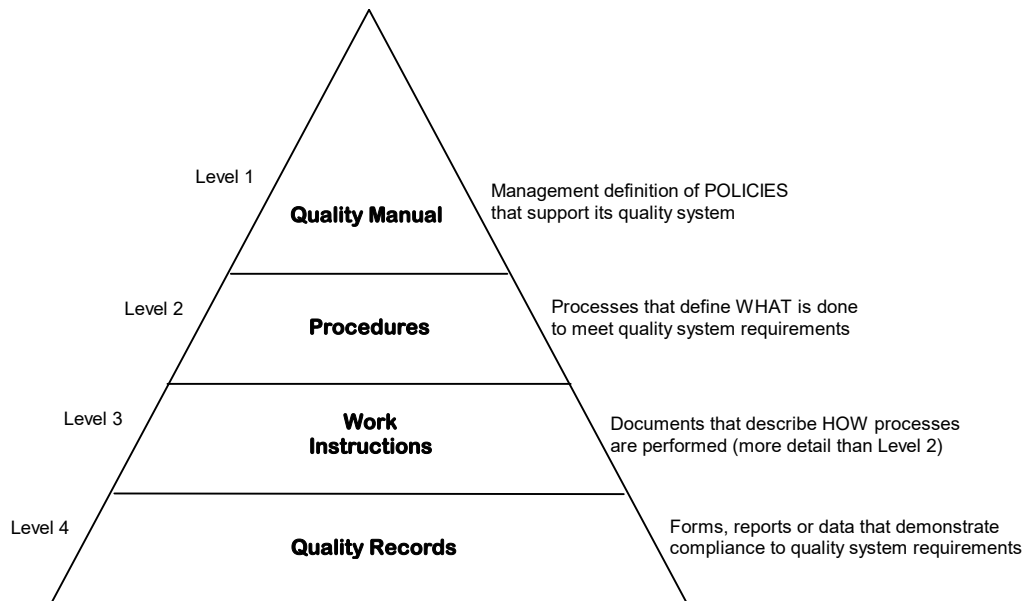 Level 1
Quality Manual
Management definition of POLICIES
that support its quality system
Level 2
Procedures
Processes that define WHAT is done
to meet quality system requirements
Level 3
Work
Instructions
Documents that describe HOW processes
are performed (more detail than Level 2)
Level 4
Quality Records
Forms, reports or data that demonstrate
compliance to quality system requirements